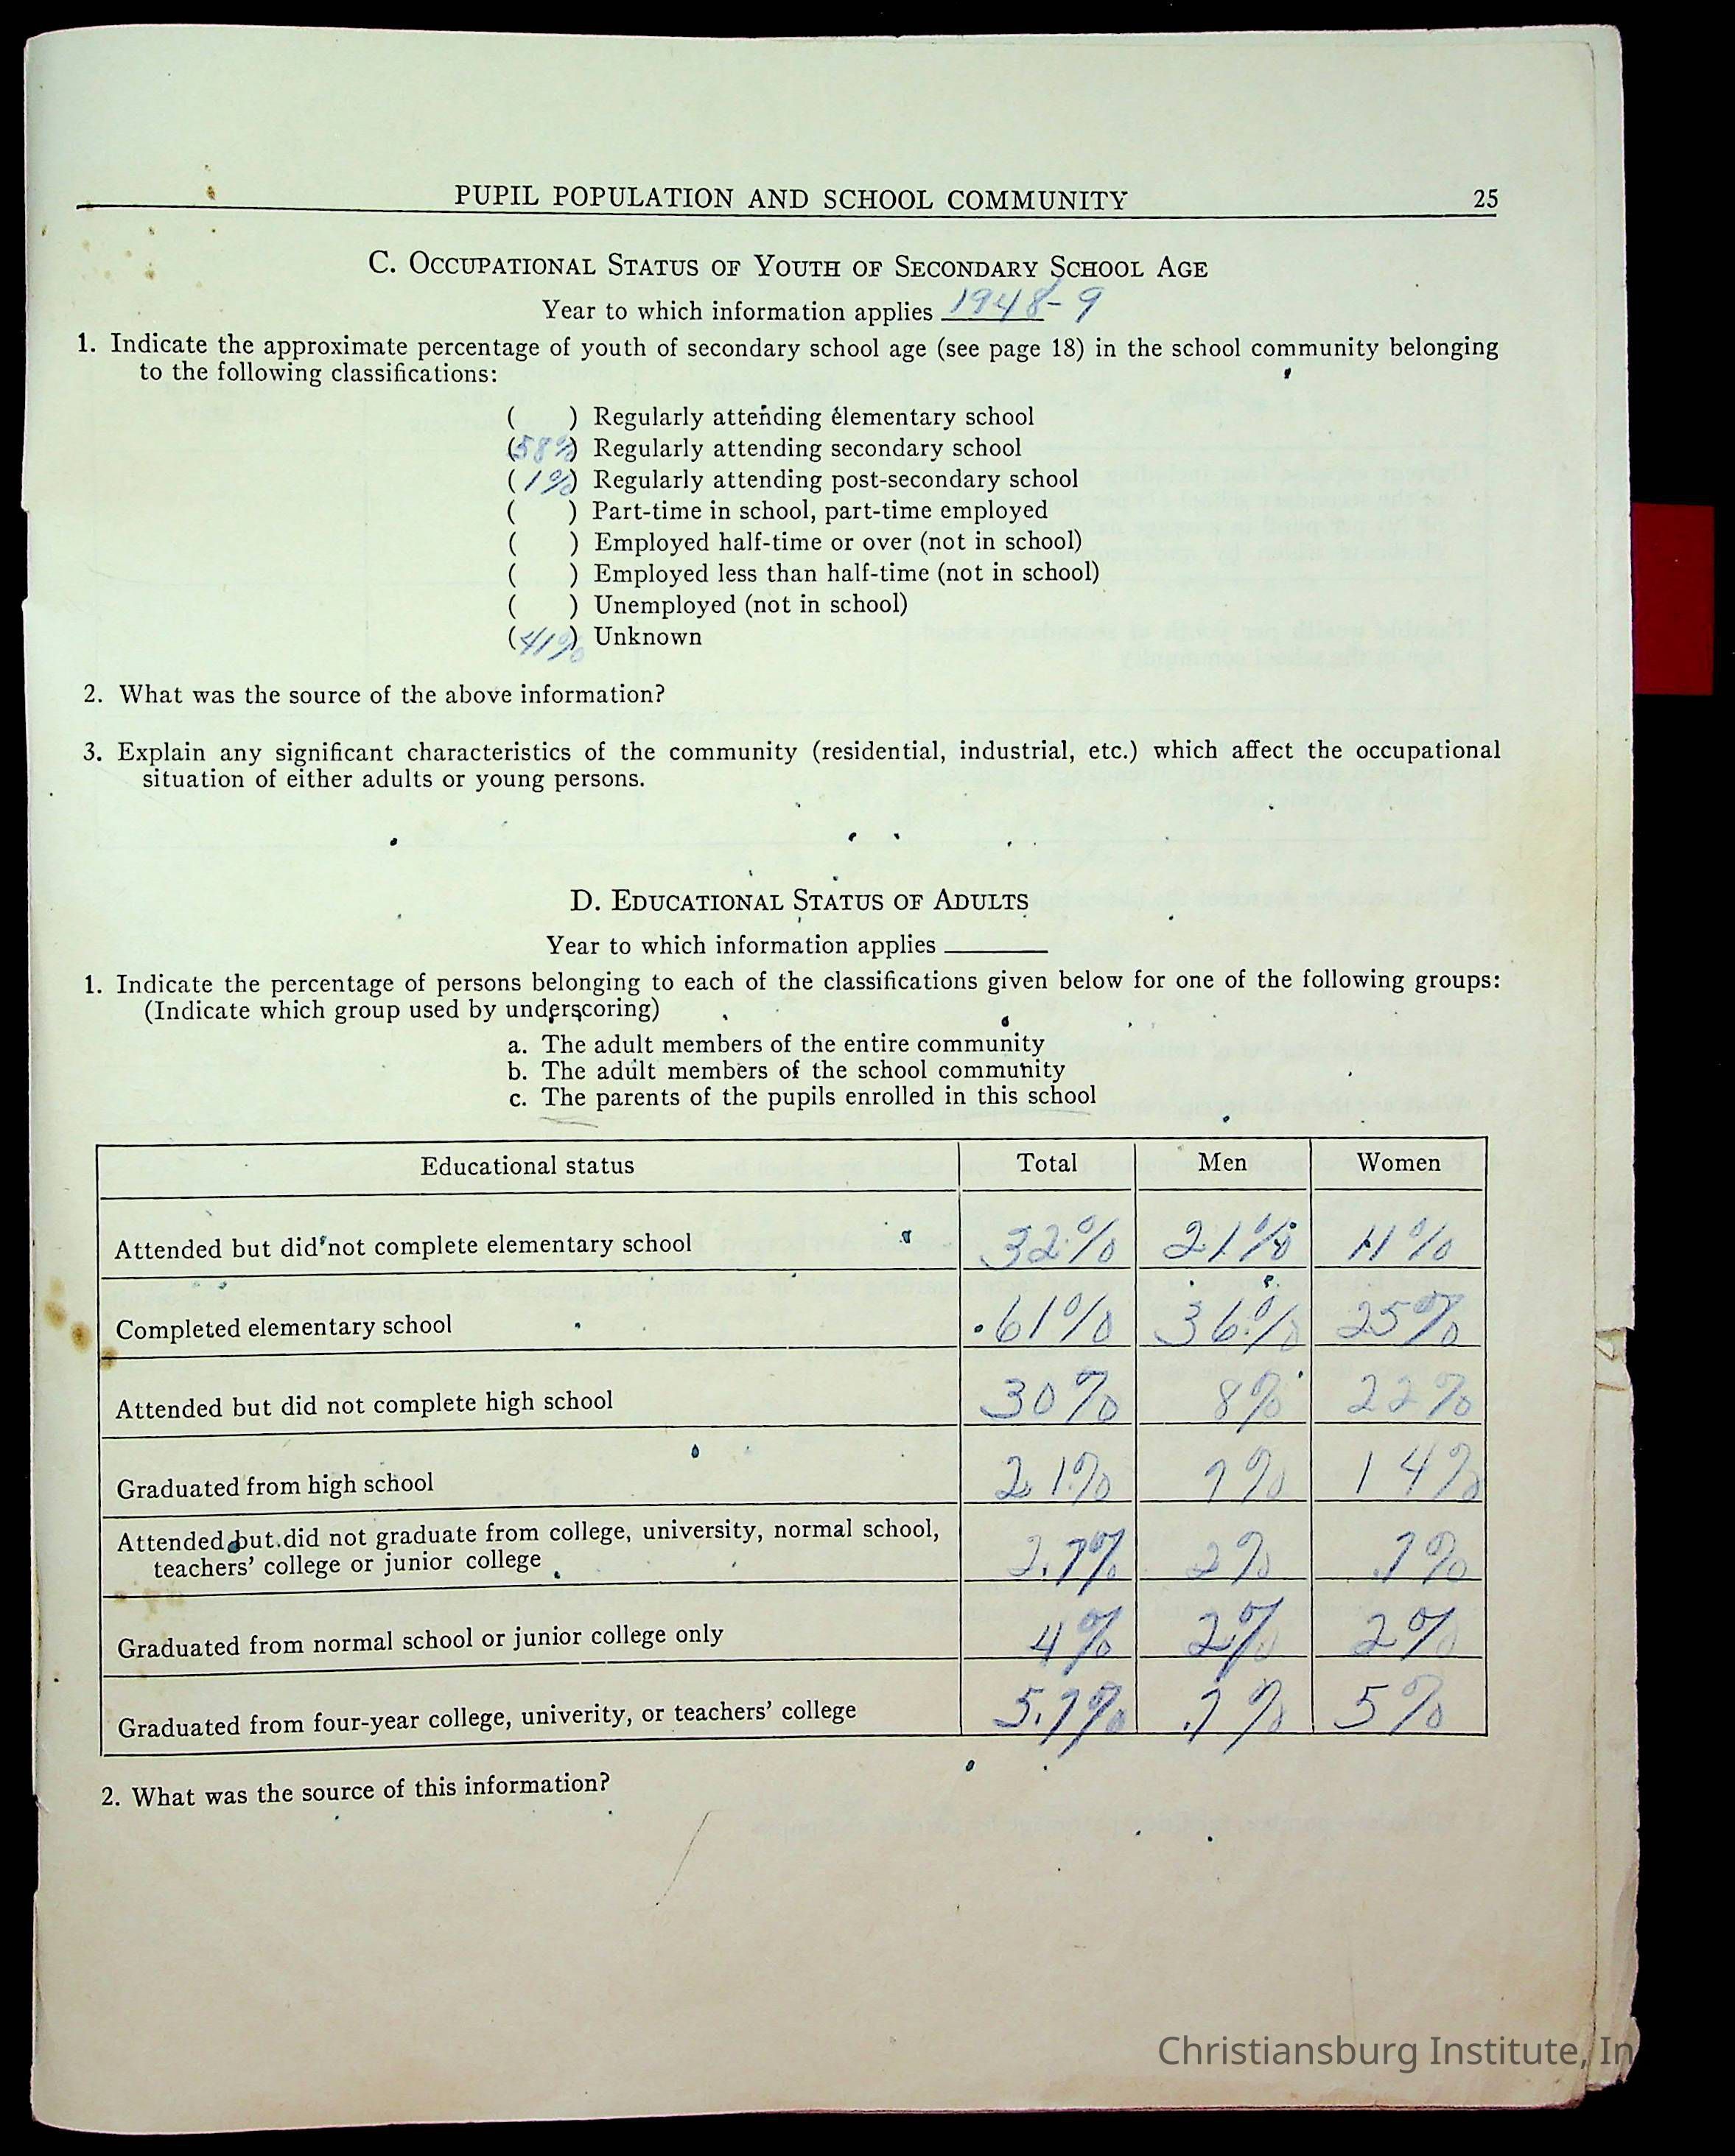 PUPIL POPULATION AND SCHOOL COMMUNITY 25
C. OCCUPATIONAL STATUS OF YOUTH OF SECONDARY SCHOOL AGE
Year to which information applies 1948-9
1. Indicate the approximate percentage of youth of secondary school age (see page 18) in the school community belonging
to the following classifications:
( ) Regularly attending elementary school
(58%) Regularly attending secondary school
(1%) Regularly attending post-secondary school
( ) Part-time in school, part-time employed
( ) Employed half-time or over (not in school)
( ) Employed less than half-time (not in school)
( ) Unemployed (not in school)
(41%) Unknown
2. What was the source of the above information?
3. Explain any significant characteristics of the community (residential, industrial, etc.) which affect the occupational
situation of either adults or young persons.
D. EDUCATIONAL STATUS OF ADULTS
Year to which information applies ______
1. Indicate the percentage of persons belonging to each of the classifications given below for one of the following groups:
(Indicate which group used by underscoring)
a. The adult members of the entire community
b. The adult members of the school community
c. The parents of the pupils enrolled in this school
Educational status Total Men Women
Attended but did not complete elementary school 32% 21% 11%
Completed elementary school 61% 36% 25%
Attended but did not complete high school 30% 8% 22%
Graduated from high school 21% 7% 14%
Attended but did not graduate from college, university, normal school,
teachers' college or junior college 2.7% 2% .7%
Graduated from normal school or junior college only 4% 2% 2%
Graduated from four-year college, univerity, or teachers' college 5.7% .7% 5%
2. What was the source of this information?
Christiansburg Institute, In